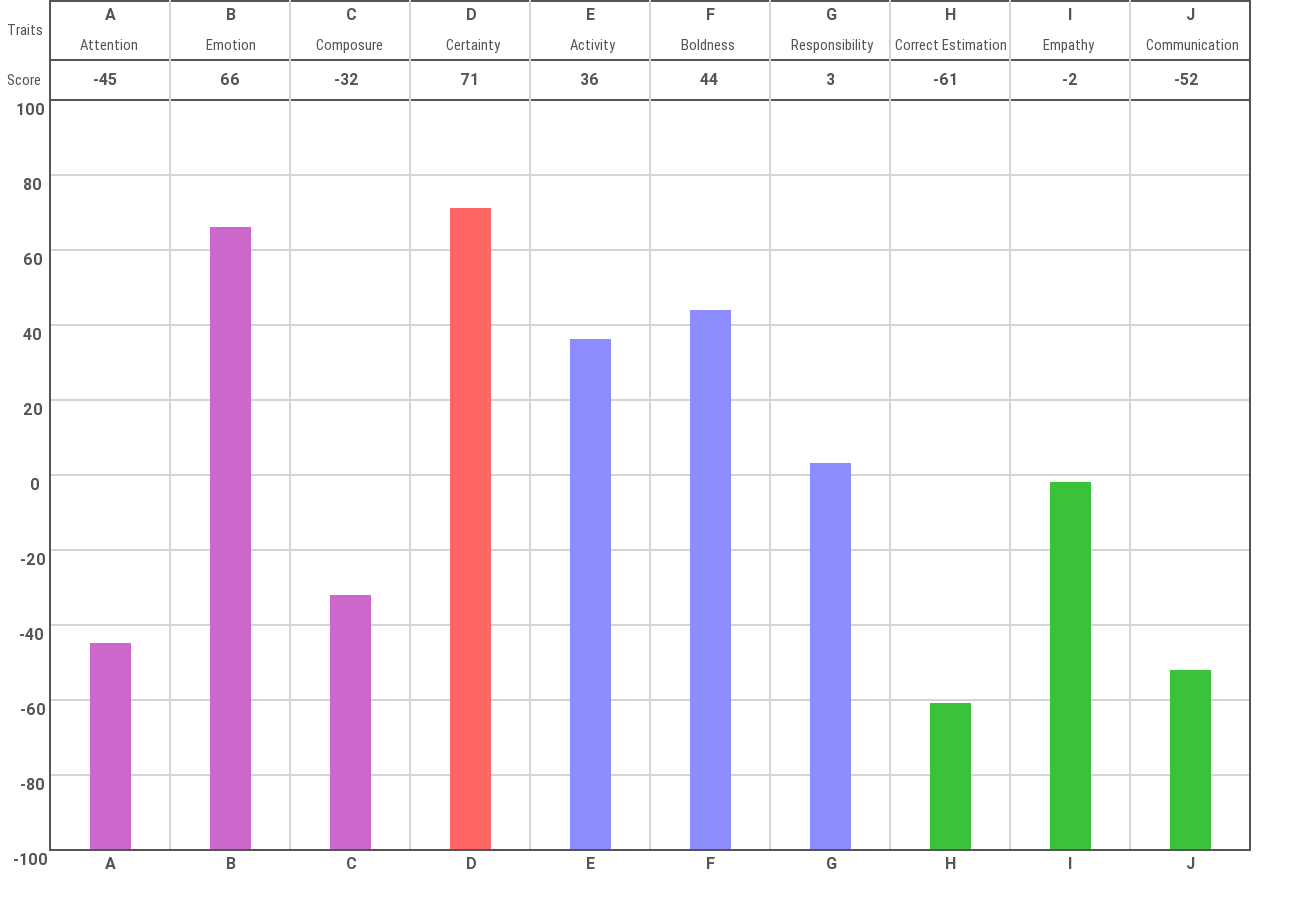 A B C D E F G H I J
Traits
Attention Emotion Composure Certainty Activity Boldness Responsibility Correct Estimation Empathy Communication
Score -45 66 -32 71 36 44 3 -61 -2 -52
100
80
60
40
20
0
-20
-40
-60
-80
-100
A B C D E F G H I J